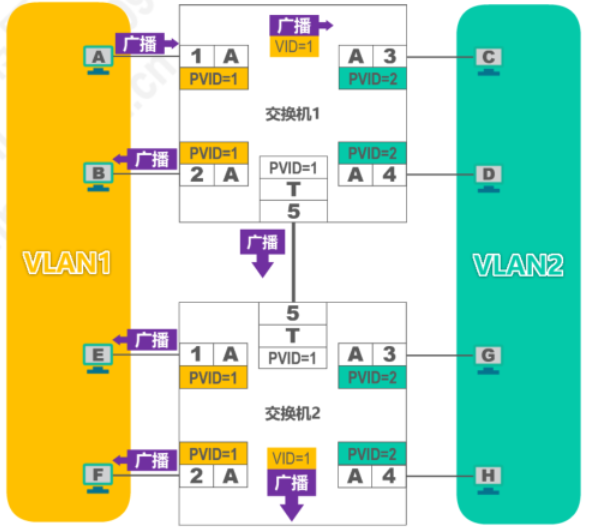 广播
A
1 A
PVID=1
广播
VID=1
A 3
PVID=2
C
交换机1
B
广播
PVID=1
2 A
PVID=1
T
5
PVID=2
A 4
D
广播
VLAN1
VLAN2
5
T
PVID=1
E
广播
1 A
PVID=1
A 3
PVID=2
G
交换机2
F
广播
PVID=1
2 A
VID=1
广播
PVID=2
A 4
H